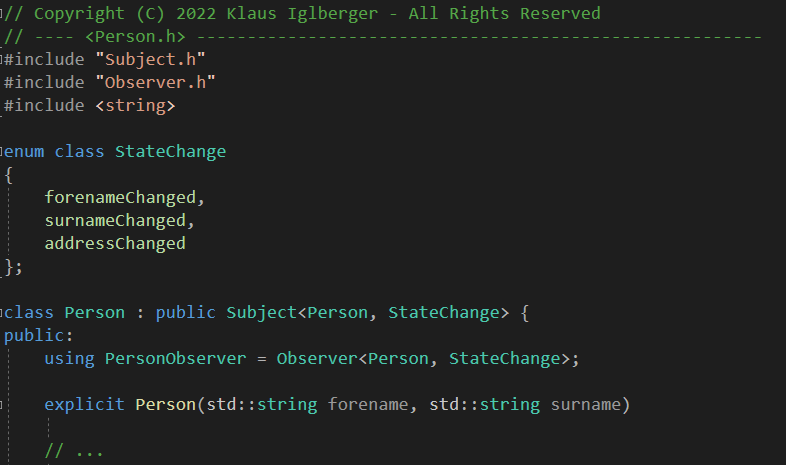 // Copyright (C) 2022 Klaus Iglberger - All Rights Reserved
// ---- <Person.h> --------------------------------------------------------
#include "Subject.h"
#include "Observer.h"
#include <string>
enum class StateChange
{
    forenameChanged,
    surnameChanged,
    addressChanged
};
class Person : public Subject<Person, StateChange> {
public:
    using PersonObserver = Observer<Person, StateChange>;
    explicit Person(std::string forename, std::string surname)
    // ...